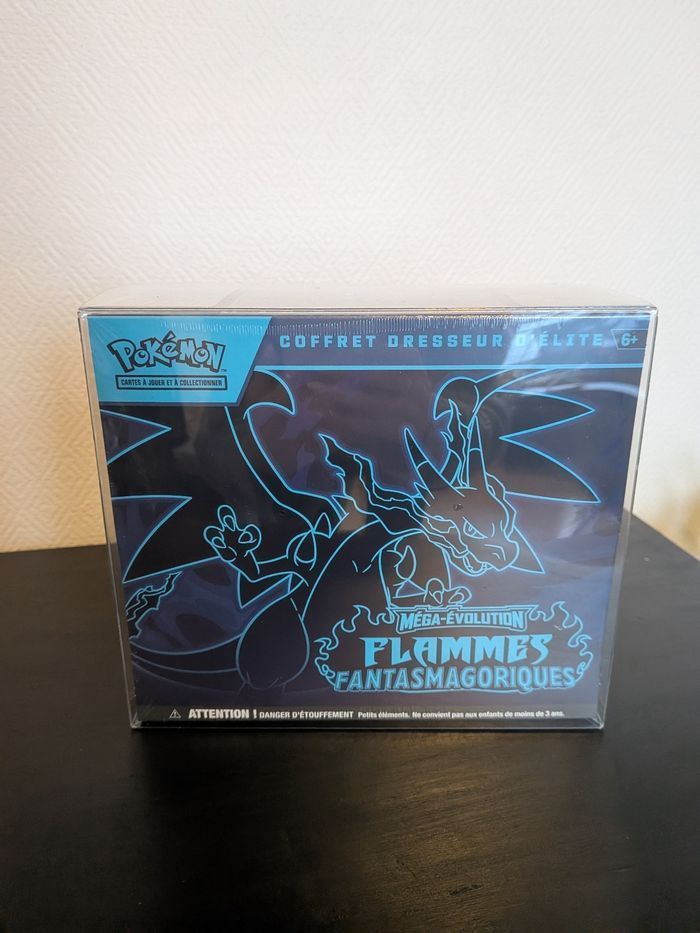 POKÉMON™
CARTES À JOUER ET À COLLECTIONNER
COFFRET DRESSEUR D'ÉLITE 6+
MÉGA-ÉVOLUTION
FLAMMES
FANTASMAGORIQUES
ATTENTION ! DANGER D'ÉTOUFFEMENT Petits éléments. Ne convient pas aux enfants de moins de 3 ans.